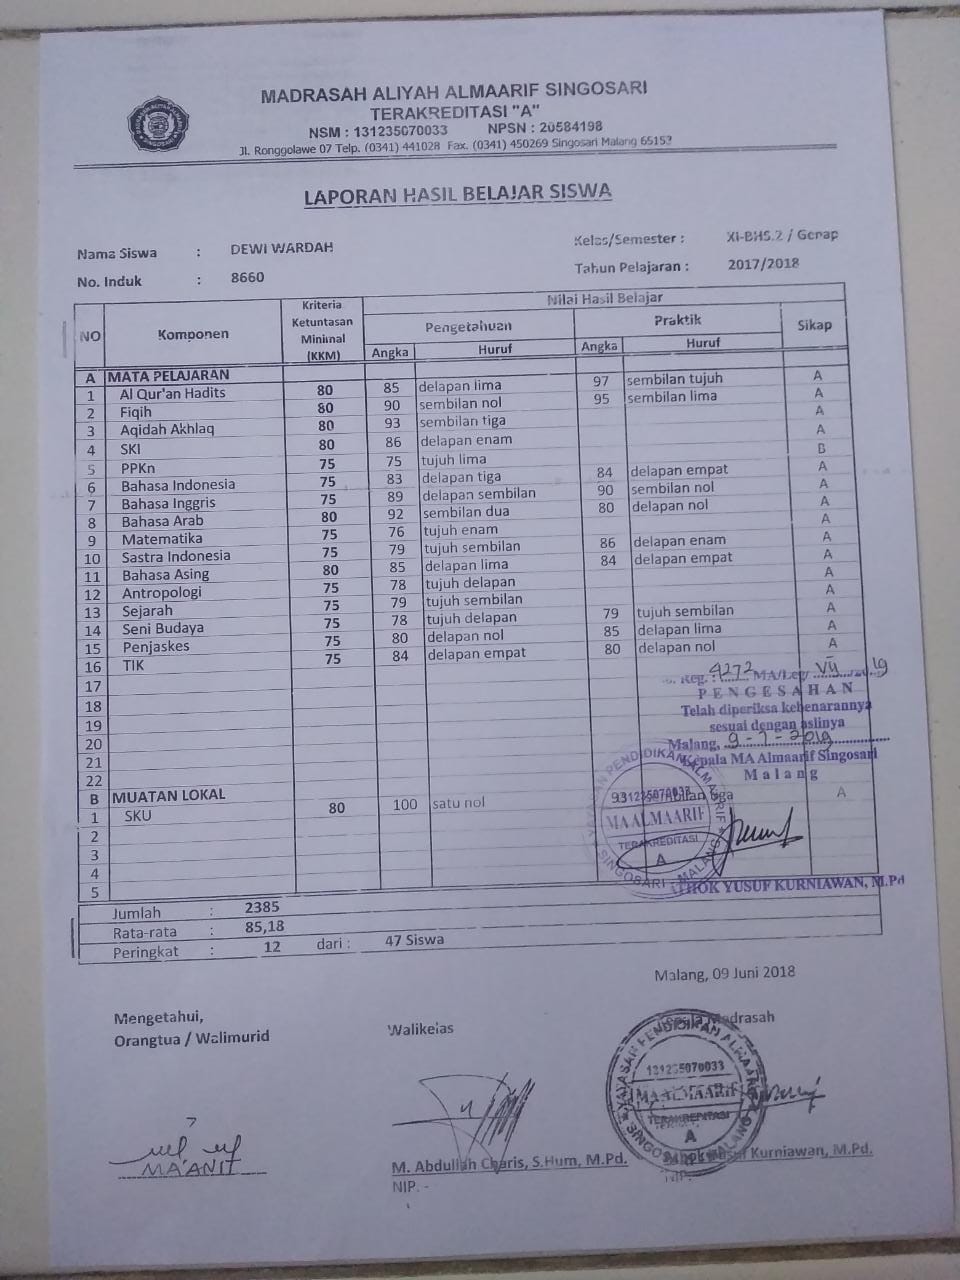 MADRASAH ALIYAH ALMAARIF SINGOSARI
TERAKREDITASI "A"
NSM : 131235070033 NPSN : 20584198
Jl. Ronggolawe 07 Telp. (0341) 441028 Fax. (0341) 450269 Singosari Malang 65153
LAPORAN HASIL BELAJAR SISWA
Nama Siswa : DEWI WARDAH Kelas/Semester : XI-BHS.2 / Genap
No. Induk : 8660 Tahun Pelajaran : 2017/2018
NO Komponen Kriteria Ketuntasan Minimal (KKM) Nilai Hasil Belajar
Pengetahuan Praktik Sikap
Angka Huruf Angka Huruf
A MATA PELAJARAN
1 Al Qur'an Hadits 80 85 delapan lima 97 sembilan tujuh A
2 Fiqih 80 90 sembilan nol 95 sembilan lima A
3 Aqidah Akhlaq 80 93 sembilan tiga A
4 SKI 80 86 delapan enam A
5 PPKn 75 75 tujuh lima B
6 Bahasa Indonesia 75 83 delapan tiga 84 delapan empat A
7 Bahasa Inggris 75 89 delapan sembilan 90 sembilan nol A
8 Bahasa Arab 80 92 sembilan dua 80 delapan nol A
9 Matematika 75 76 tujuh enam A
10 Sastra Indonesia 75 79 tujuh sembilan 86 delapan enam A
11 Bahasa Asing 80 85 delapan lima 84 delapan empat A
12 Antropologi 75 78 tujuh delapan A
13 Sejarah 75 79 tujuh sembilan A
14 Seni Budaya 75 78 tujuh delapan 79 tujuh sembilan A
15 Penjaskes 75 80 delapan nol 85 delapan lima A
16 TIK 75 84 delapan empat 80 delapan nol A
17
18
19
20
21
22
Reg. : 4272 MA/Leg/ VII 2019
PENGESAHAN
Telah diperiksa kebenarannya
sesuai dengan aslinya
Malang, 9-7-2019
Kepala MA Almaarif Singosari
Malang
B MUATAN LOKAL
1 SKU 80 100 satu nol 93 tiga A
2
3
4
5
YAYASAN PENDIDIKAN ALMAARIF
131235070033
MA ALMAARIF
TERAKREDITASI
A
SINGOSARI MALANG
YUSUF KURNIAWAN, M.Pd
Jumlah : 2385
Rata-rata : 85,18
Peringkat : 12 dari : 47 Siswa
Malang, 09 Juni 2018
Mengetahui,
Orangtua / Walimurid Walikelas Madrasah
YAYASAN PENDIDIKAN ALMAARIF
131235070033
MA ALMAARIF
TERAKREDITASI
A
SINGOSARI MALANG
MA'ANIT
M. Abdullah Charis, S.Hum, M.Pd. Kurniawan, M.Pd.
NIP. - NIP.